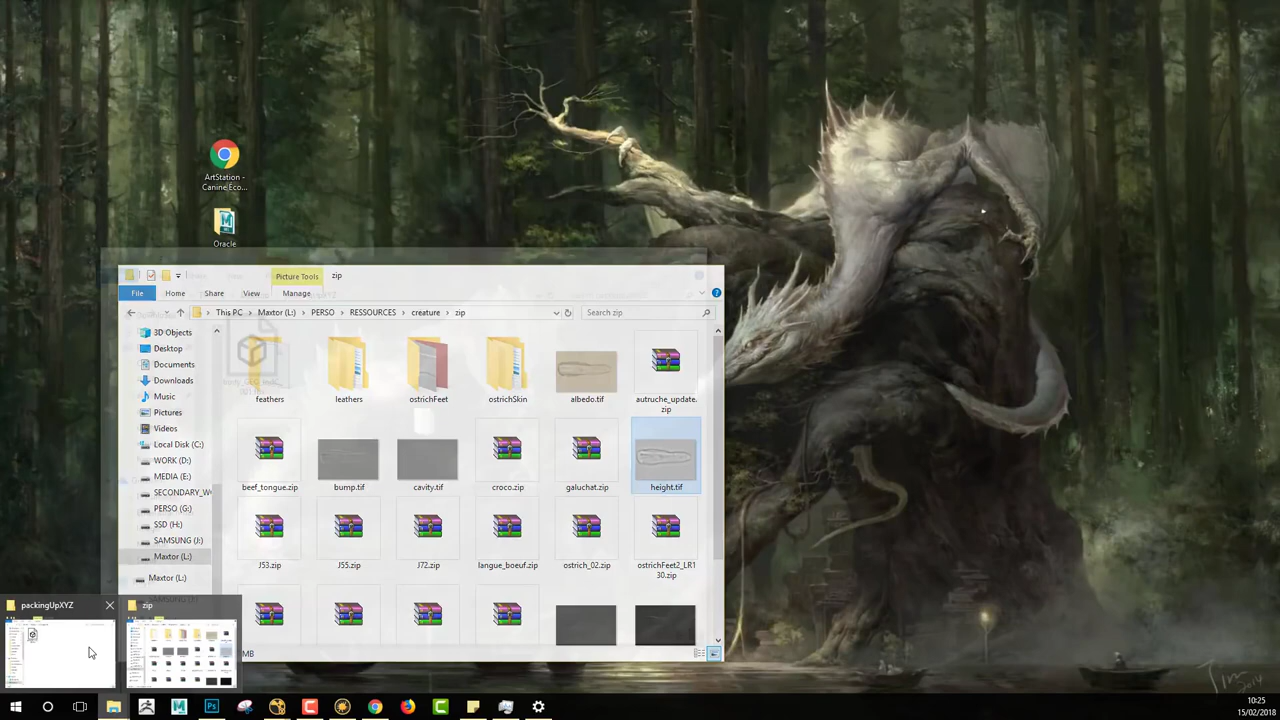 ArtStation -
Canine Eco...
Oracle
Picture Tools
zip
File
Home
Share
View
Manage
This PC
Maxtor (L:)
PERSO
RESSOURCES
creature
zip
Search zip
3D Objects
Desktop
Documents
Downloads
Music
Pictures
Videos
Local Disk (C:)
WORK (D:)
MEDIA (E:)
SECONDARY_W
PERSO (G:)
SSD (H:)
SAMSUNG (J:)
Maxtor (L:)
Maxtor (L:)
feathers
leathers
ostrichFeet
ostrichSkin
albedo.tif
autruche_update.
zip
beef_tongue.zip
bump.tif
cavity.tif
croco.zip
galuchat.zip
height.tif
J53.zip
J55.zip
J72.zip
langue_boeuf.zip
ostrich_02.zip
ostrichFeet2_LR1
30.zip
MB
packingUpXYZ
zip
10:25
15/02/2018